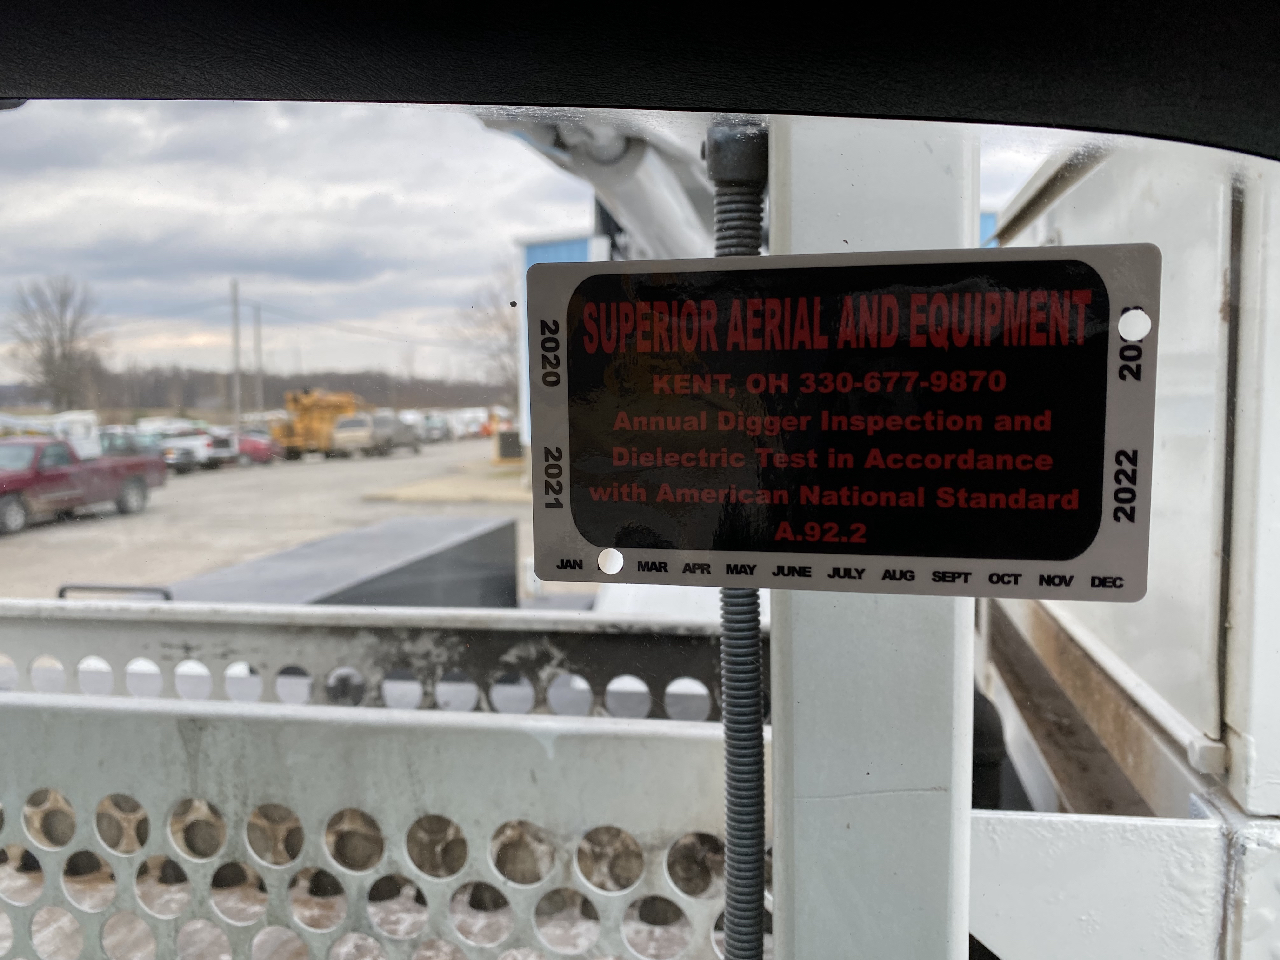 SUPERIOR AERIAL AND EQUIPMENT
KENT, OH 330-677-9870
Annual Digger Inspection and
Dielectric Test in Accordance
with American National Standard
A.92.2
2020
2021
2022
JAN MAR APR MAY JUNE JULY AUG SEPT OCT NOV DEC